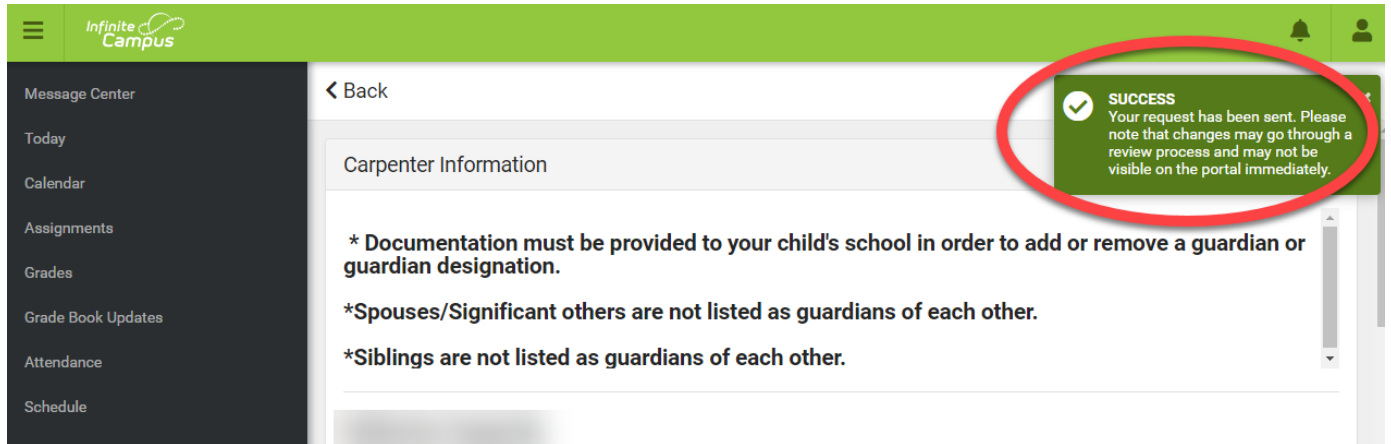 Infinite
Campus
Message Center
Today
Calendar
Assignments
Grades
Grade Book Updates
Attendance
Schedule
Back
SUCCESS
Your request has been sent. Please
note that changes may go through a
review process and may not be
visible on the portal immediately.
Carpenter Information
* Documentation must be provided to your child's school in order to add or remove a guardian or
guardian designation.
*Spouses/Significant others are not listed as guardians of each other.
*Siblings are not listed as guardians of each other.